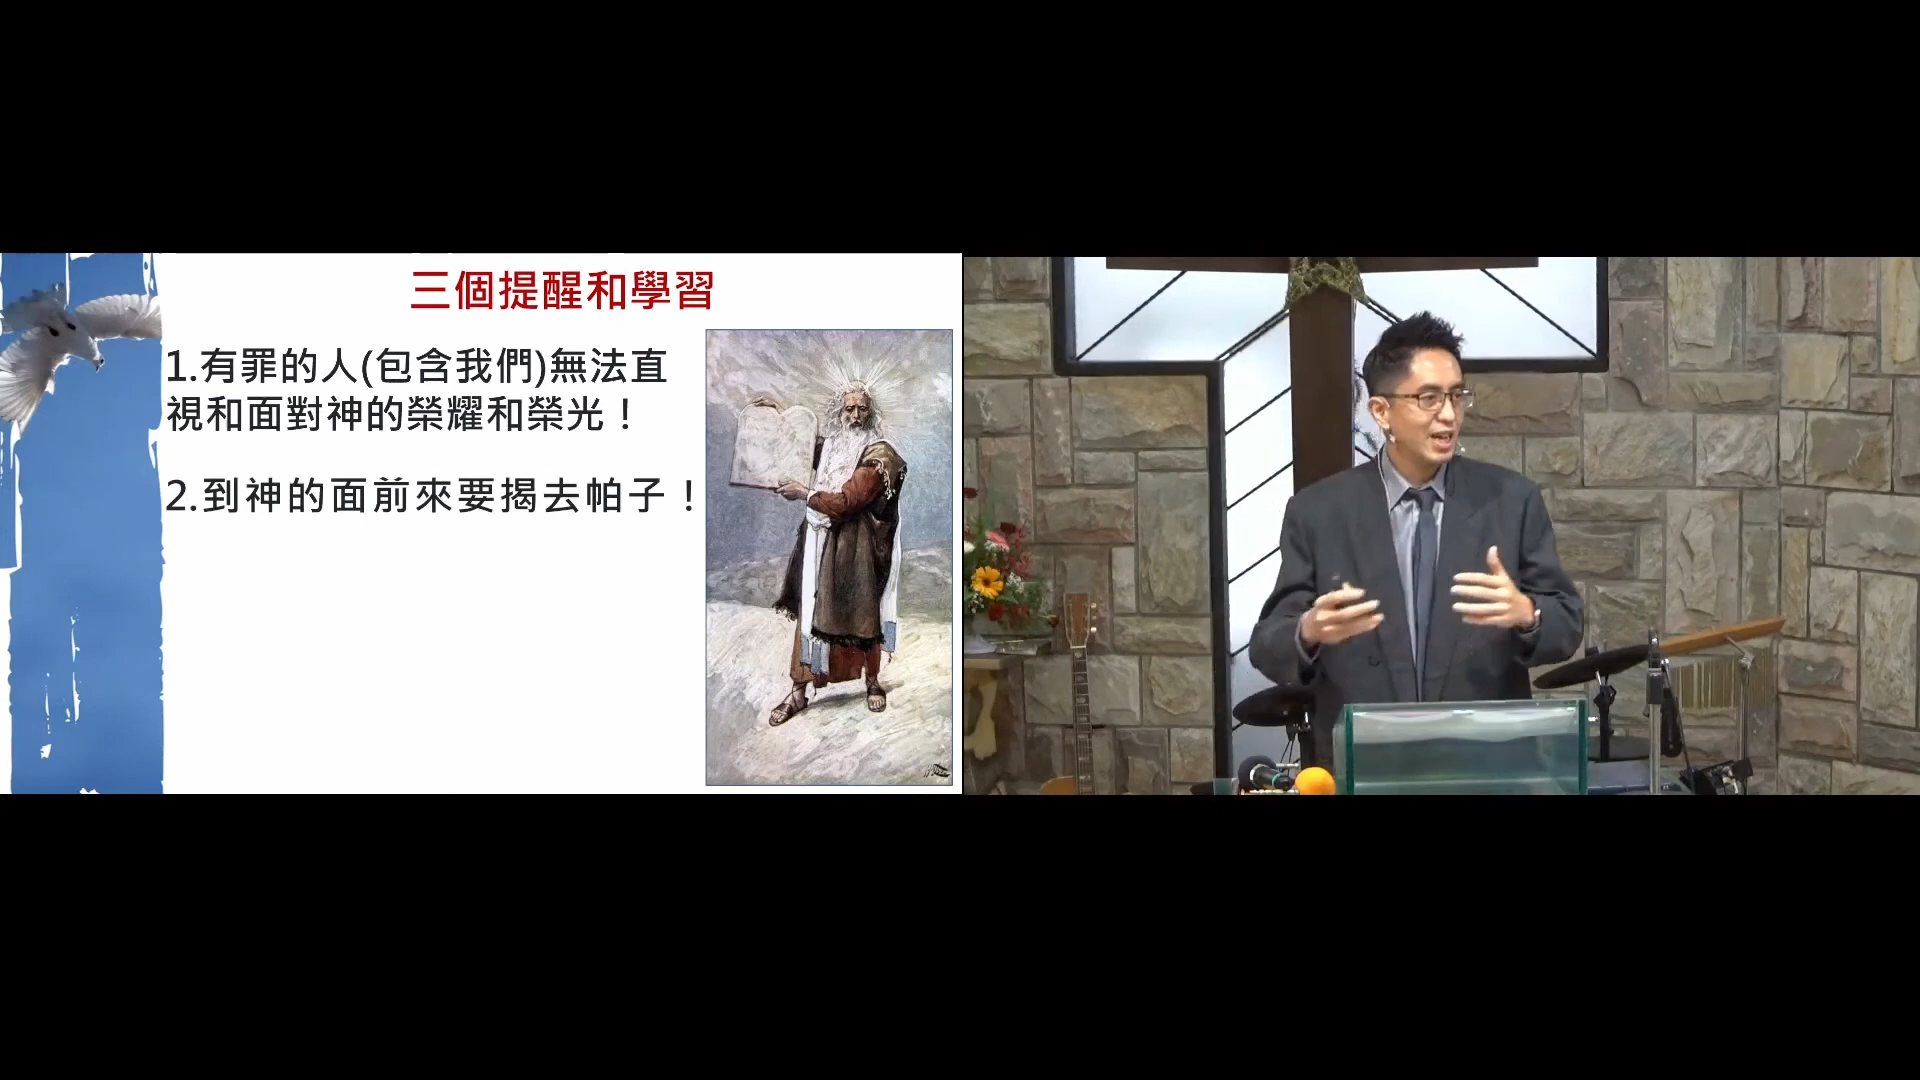 三個提醒和學習
1.有罪的人(包含我們)無法直
視和面對神的榮耀和榮光！
2.到神的面前來要揭去帕子！